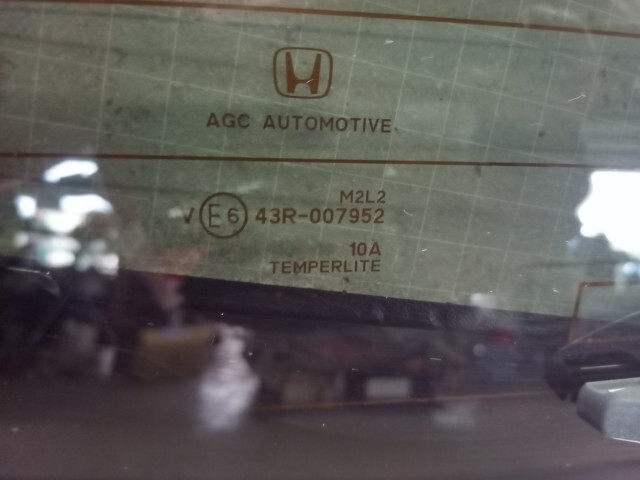 AGC AUTOMOTIVE
M2L2
V E6 43R-007952
10A
TEMPERLITE